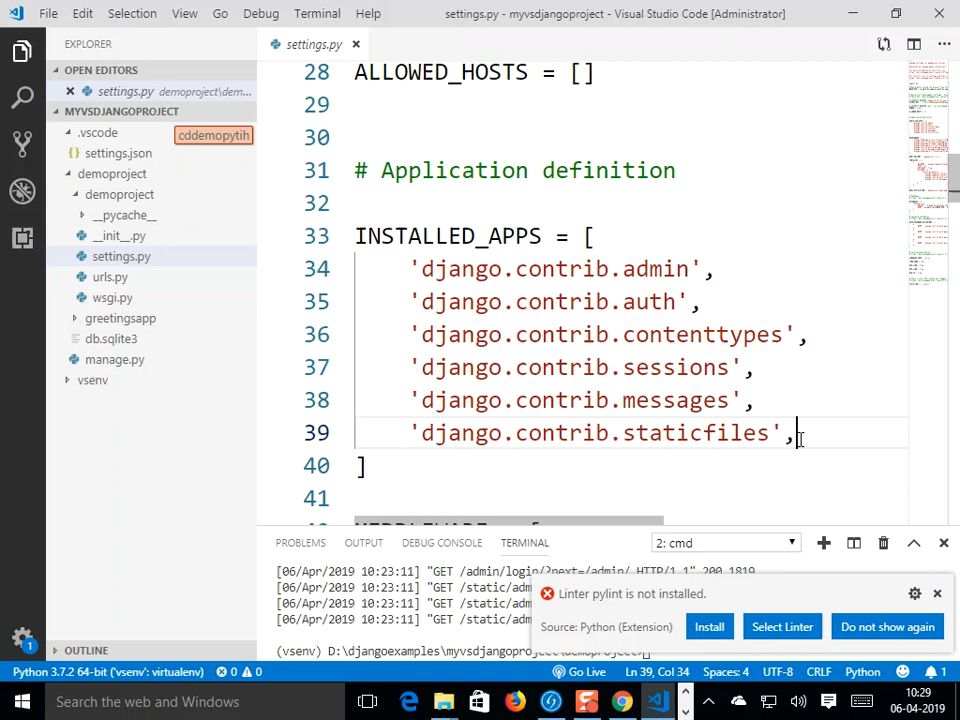 File Edit Selection View Go Debug Terminal Help settings.py - myvsdjangoproject - Visual Studio Code [Administrator]
EXPLORER
OPEN EDITORS
settings.py demoproject\dem...
MYVSDJANGOPROJECT
.vscode
cddemopytih
{} settings.json
demoproject
demoproject
__pycache__
__init__.py
settings.py
urls.py
wsgi.py
greetingsapp
db.sqlite3
manage.py
vsenv
OUTLINE
settings.py
28 ALLOWED_HOSTS = []
29
30
31 # Application definition
32
33 INSTALLED_APPS = [
34 'django.contrib.admin',
35 'django.contrib.auth',
36 'django.contrib.contenttypes',
37 'django.contrib.sessions',
38 'django.contrib.messages',
39 'django.contrib.staticfiles',
40 ]
41
PROBLEMS OUTPUT DEBUG CONSOLE TERMINAL 2: cmd
[06/Apr/2019 10:23:11] "GET /admin/login/?next=/admin/ HTTP/1.1" 200 1819
[06/Apr/2019 10:23:11] "GET /static/adm
[06/Apr/2019 10:23:11] "GET /static/adm
[06/Apr/2019 10:23:11] "GET /static/adm
(vsenv) D:\djangoexamples\myvsdjangoproject\demoproject>
Linter pylint is not installed.
Source: Python (Extension) Install Select Linter Do not show again
1
Python 3.7.2 64-bit ('vsenv': virtualenv) 0 0 Go Live Ln 39, Col 34 Spaces: 4 UTF-8 CRLF Python 1
Search Windows
10:29
06-04-2019